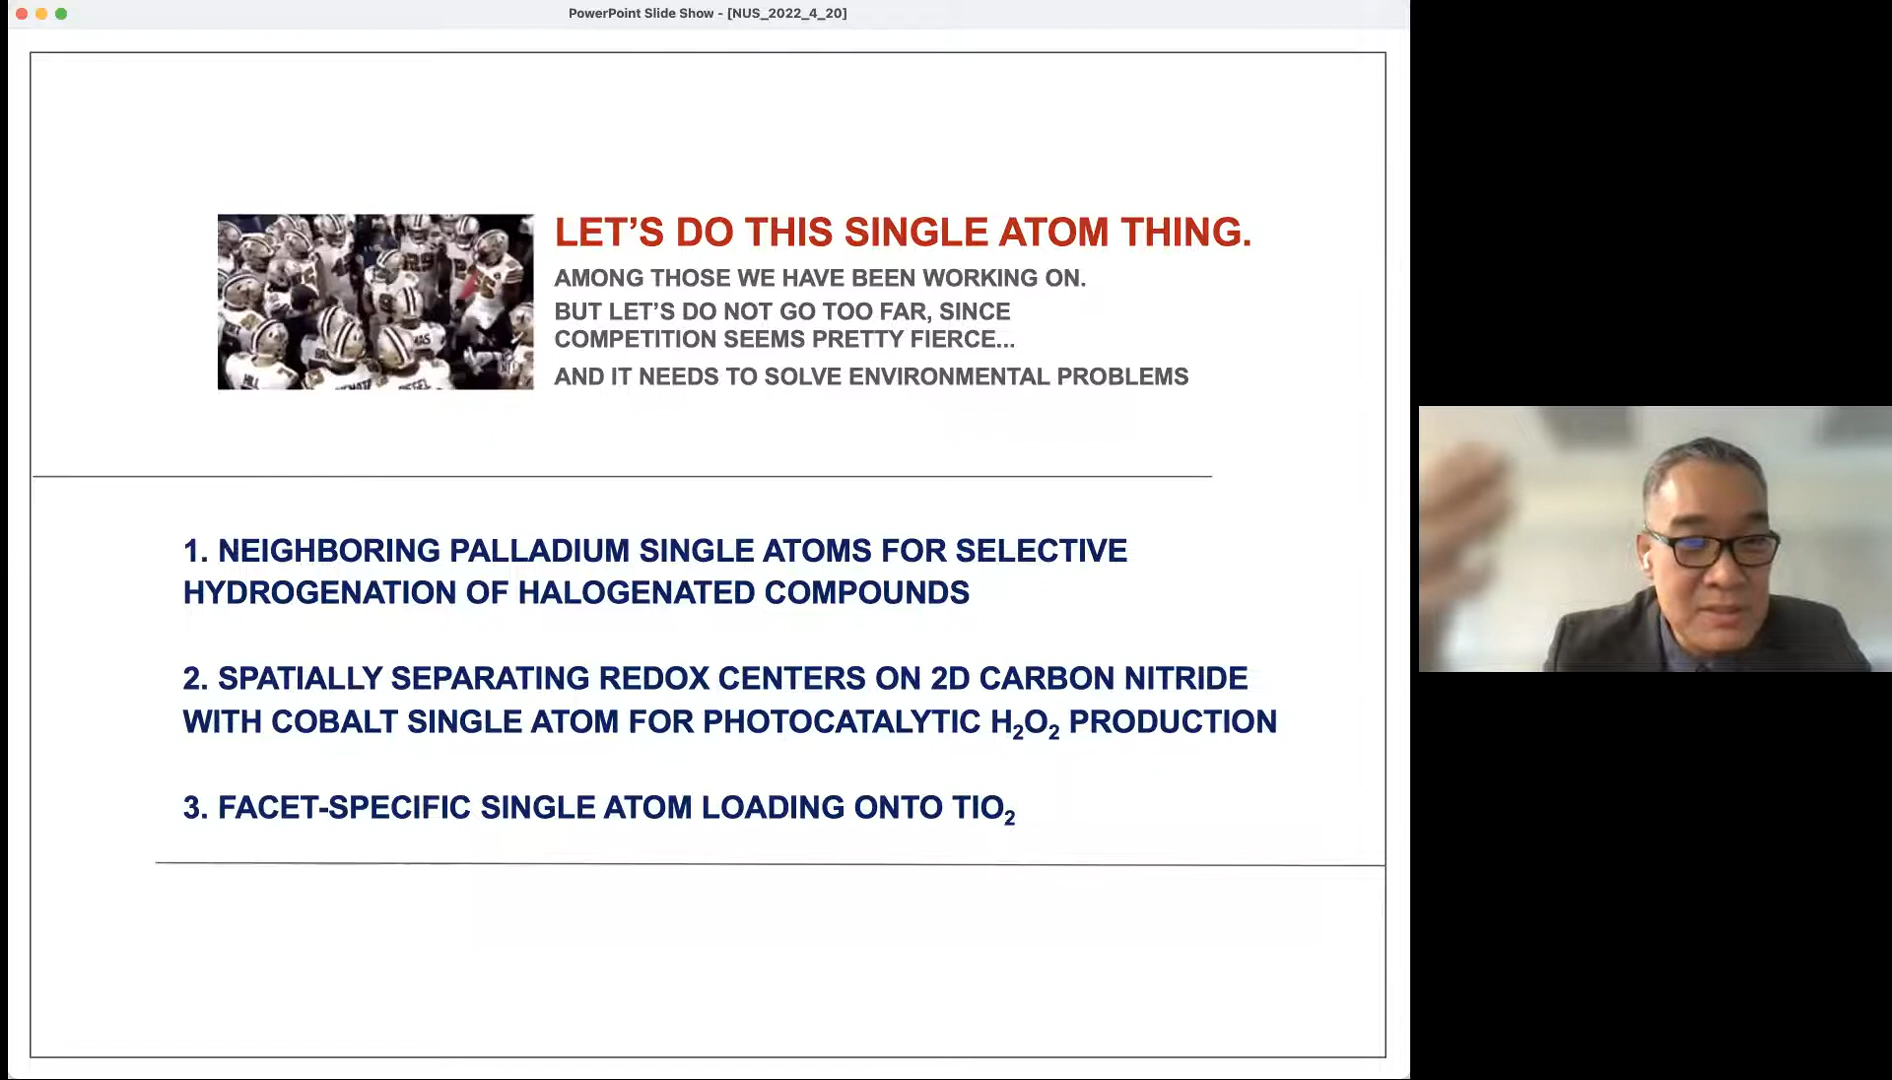 PowerPoint Slide Show - [NUS_2022_4_20]
LET’S DO THIS SINGLE ATOM THING.
AMONG THOSE WE HAVE BEEN WORKING ON.
BUT LET’S DO NOT GO TOO FAR, SINCE
COMPETITION SEEMS PRETTY FIERCE...
AND IT NEEDS TO SOLVE ENVIRONMENTAL PROBLEMS
HILL
1. NEIGHBORING PALLADIUM SINGLE ATOMS FOR SELECTIVE
HYDROGENATION OF HALOGENATED COMPOUNDS
2. SPATIALLY SEPARATING REDOX CENTERS ON 2D CARBON NITRIDE
WITH COBALT SINGLE ATOM FOR PHOTOCATALYTIC H₂O₂ PRODUCTION
3. FACET-SPECIFIC SINGLE ATOM LOADING ONTO TIO₂